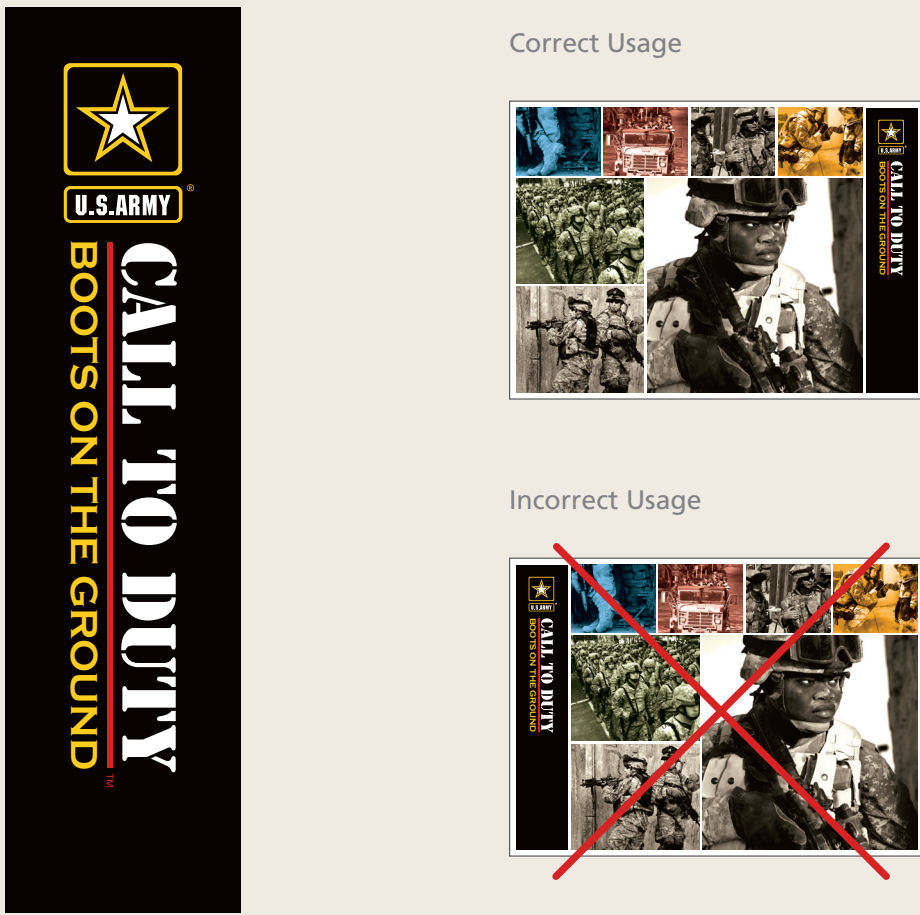 U.S.ARMY
®
CALL TO DUTY
BOOTS ON THE GROUND
TM
Correct Usage
U.S.ARMY
CALL TO DUTY
BOOTS ON THE GROUND
Incorrect Usage
U.S.ARMY
CALL TO DUTY
BOOTS ON THE GROUND